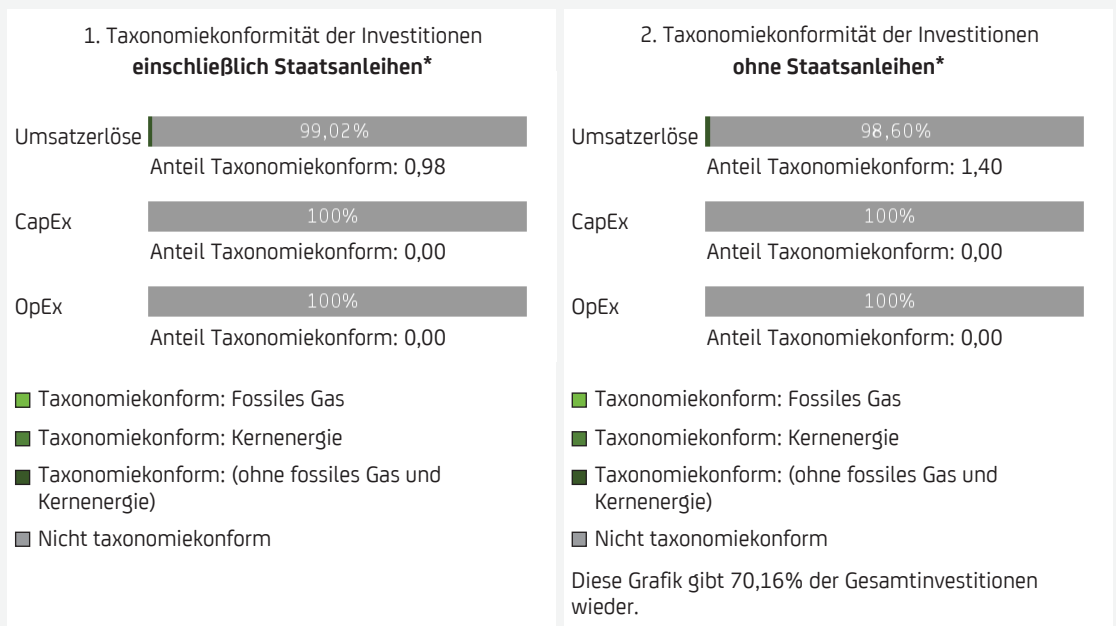 1. Taxonomiekonformität der Investitionen
einschließlich Staatsanleihen*
Umsatzerlöse 99,02%
Anteil Taxonomiekonform: 0,98
CapEx 100%
Anteil Taxonomiekonform: 0,00
OpEx 100%
Anteil Taxonomiekonform: 0,00
Taxonomiekonform: Fossiles Gas
Taxonomiekonform: Kernenergie
Taxonomiekonform: (ohne fossiles Gas und
Kernenergie)
Nicht taxonomiekonform
2. Taxonomiekonformität der Investitionen
ohne Staatsanleihen*
Umsatzerlöse 98,60%
Anteil Taxonomiekonform: 1,40
CapEx 100%
Anteil Taxonomiekonform: 0,00
OpEx 100%
Anteil Taxonomiekonform: 0,00
Taxonomiekonform: Fossiles Gas
Taxonomiekonform: Kernenergie
Taxonomiekonform: (ohne fossiles Gas und
Kernenergie)
Nicht taxonomiekonform
Diese Grafik gibt 70,16% der Gesamtinvestitionen
wieder.